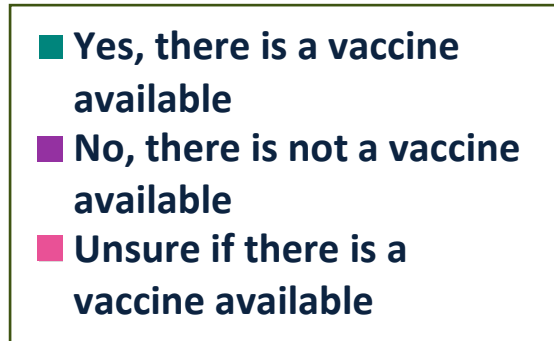 Yes, there is a vaccine
available
No, there is not a vaccine
available
Unsure if there is a
vaccine available